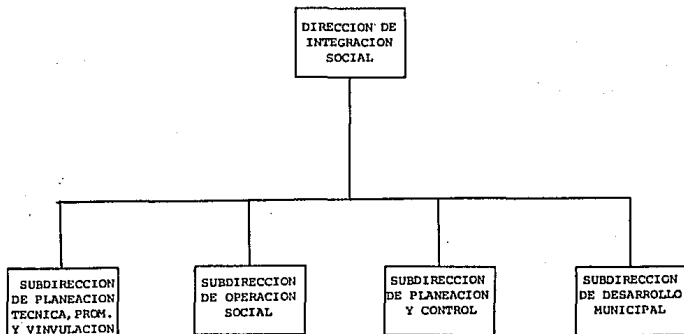 DIRECCION DE
INTEGRACION
SOCIAL
SUBDIRECCION
DE PLANEACION
TECNICA, PROM.
Y VINVULACION
SUBDIRECCION
DE OPERACION
SOCIAL
SUBDIRECCION
DE PLANEACION
Y CONTROL
SUBDIRECCION
DE DESARROLLO
MUNICIPAL